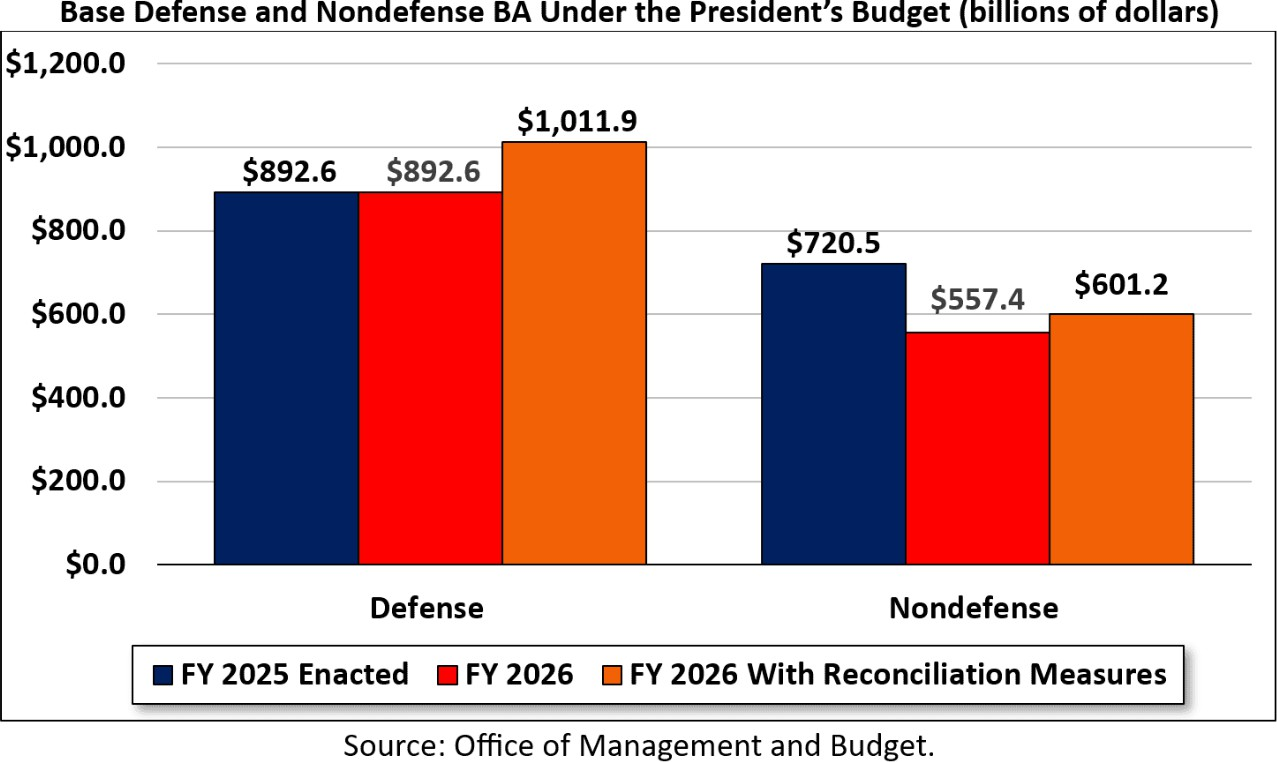 Base Defense and Nondefense BA Under the President’s Budget (billions of dollars)
$1,200.0
$1,000.0
$800.0
$600.0
$400.0
$200.0
$0.0
$892.6
$892.6
$1,011.9
$720.5
$557.4
$601.2
Defense
Nondefense
FY 2025 Enacted
FY 2026
FY 2026 With Reconciliation Measures
Source: Office of Management and Budget.